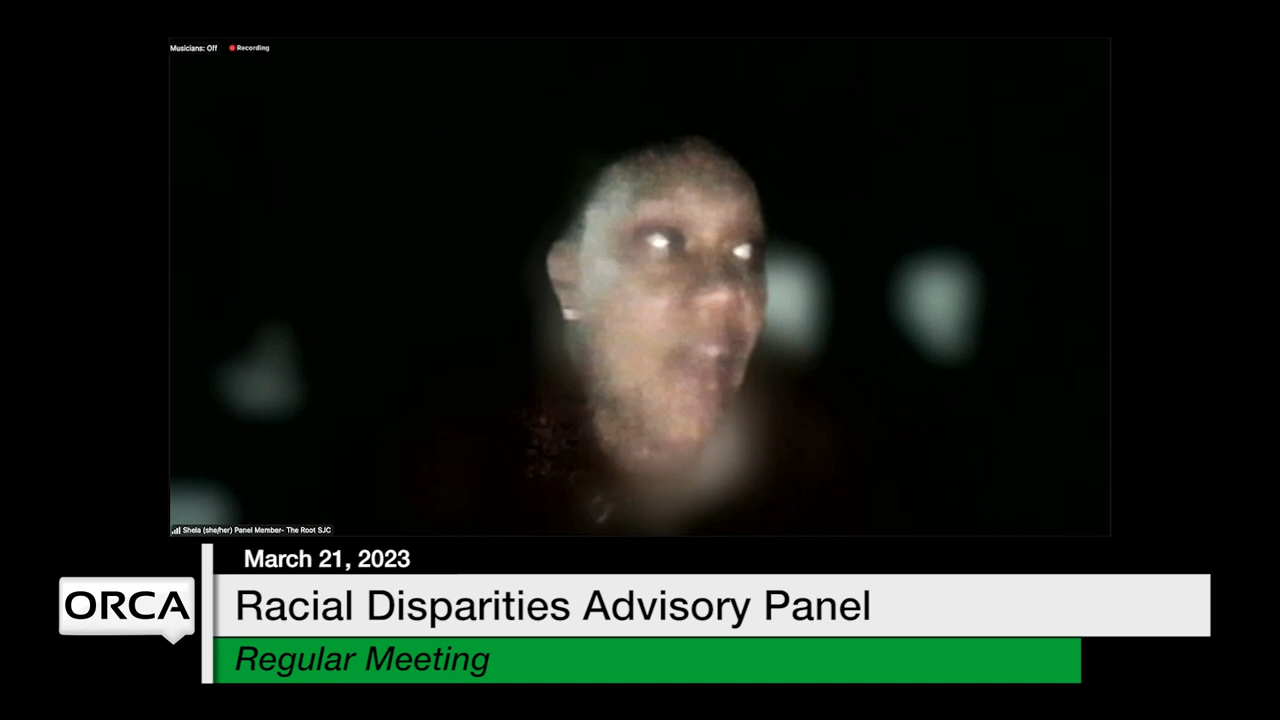 Musicians: Off Recording
Shela (she/her) Panel Member- The Root SJC
March 21, 2023
ORCA
Racial Disparities Advisory Panel
Regular Meeting